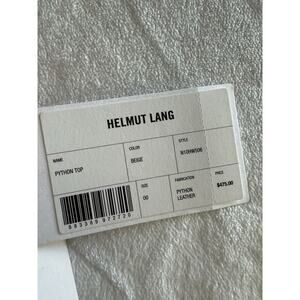 HELMUT LANG
NAME
PYTHON TOP
COLOR
BEIGE
STYLE
SIZE
00
FABRICATION
PYTHON
LEATHER
PRICE
$475.00